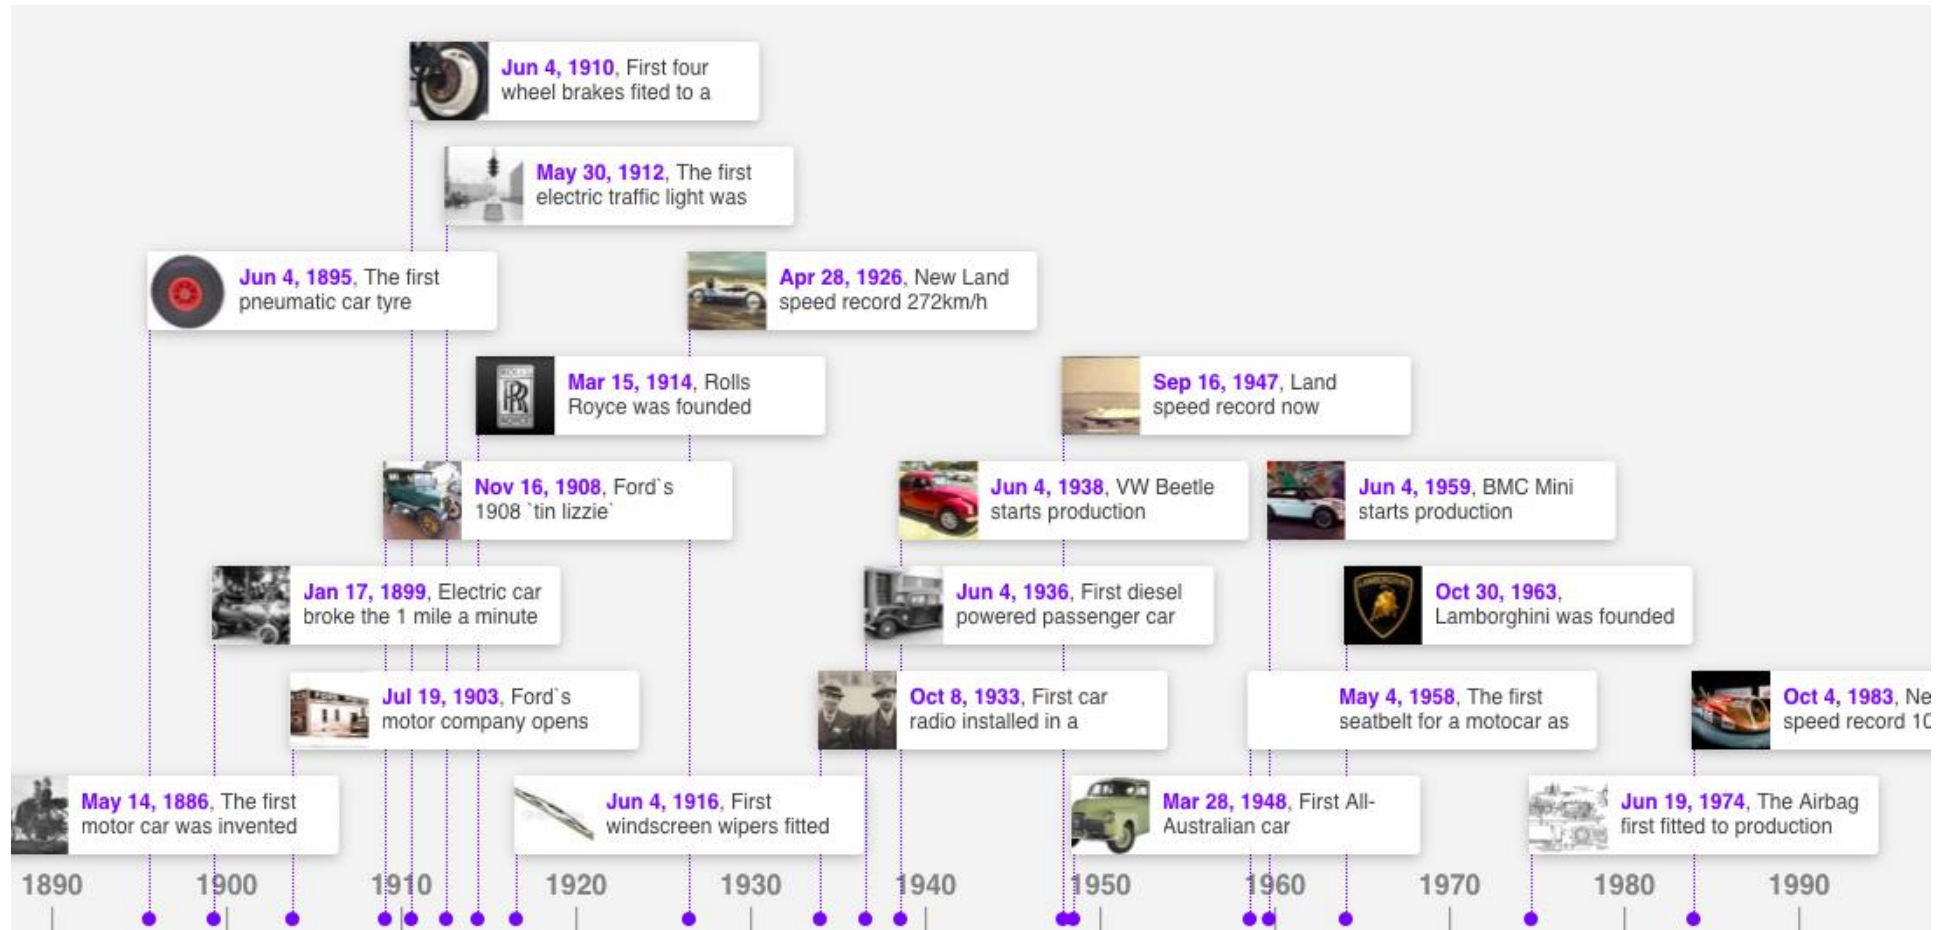 Jun 4, 1910, First four
wheel brakes fited to a
May 30, 1912, The first
electric traffic light was
Jun 4, 1895, The first
pneumatic car tyre
Apr 28, 1926, New Land
speed record 272km/h
Mar 15, 1914, Rolls
Royce was founded
Sep 16, 1947, Land
speed record now
Nov 16, 1908, Ford`s
1908 `tin lizzie`
Jun 4, 1938, VW Beetle
starts production
Jun 4, 1959, BMC Mini
starts production
Jan 17, 1899, Electric car
broke the 1 mile a minute
Jun 4, 1936, First diesel
powered passenger car
Oct 30, 1963,
Lamborghini was founded
Jul 19, 1903, Ford`s
motor company opens
Oct 8, 1933, First car
radio installed in a
May 4, 1958, The first
seatbelt for a motocar as
Oct 4, 1983, Ne
speed record 10
May 14, 1886, The first
motor car was invented
Jun 4, 1916, First
windscreen wipers fitted
Mar 28, 1948, First All-
Australian car
Jun 19, 1974, The Airbag
first fitted to production
1890 1900 1910 1920 1930 1940 1950 1960 1970 1980 1990